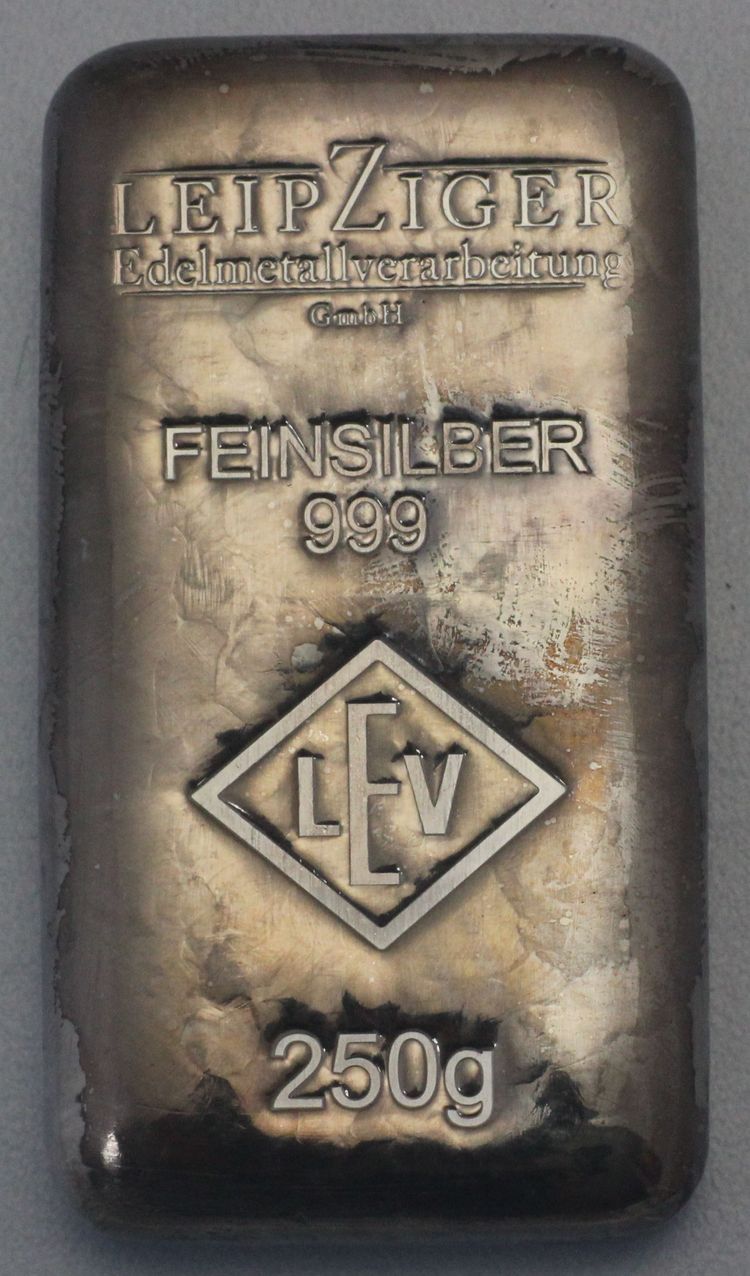 LEIPZIGER
Edelmetallverarbeitung
GmbH
FEINSILBER
999
LEV
250g